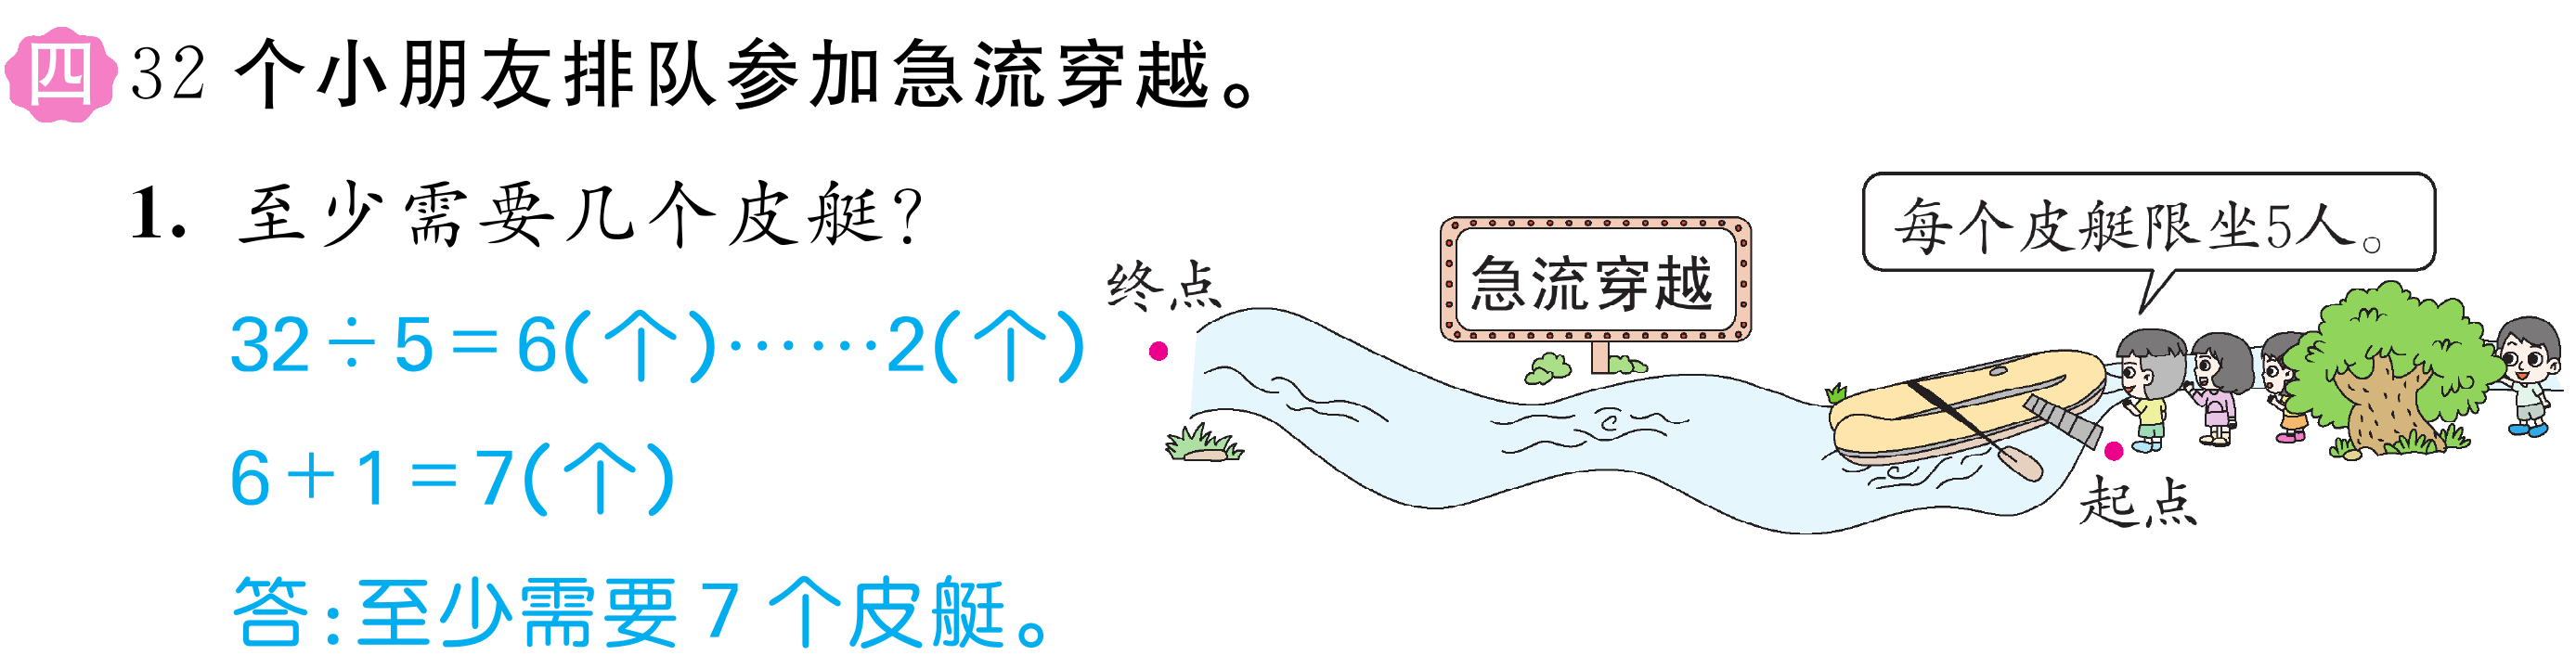 四 32 个小朋友排队参加急流穿越。
1. 至少需要几个皮艇?
每个皮艇限坐5人。
急流穿越
终点
起点
32÷5=6(个)……2(个)
6+1=7(个)
答:至少需要 7 个皮艇。